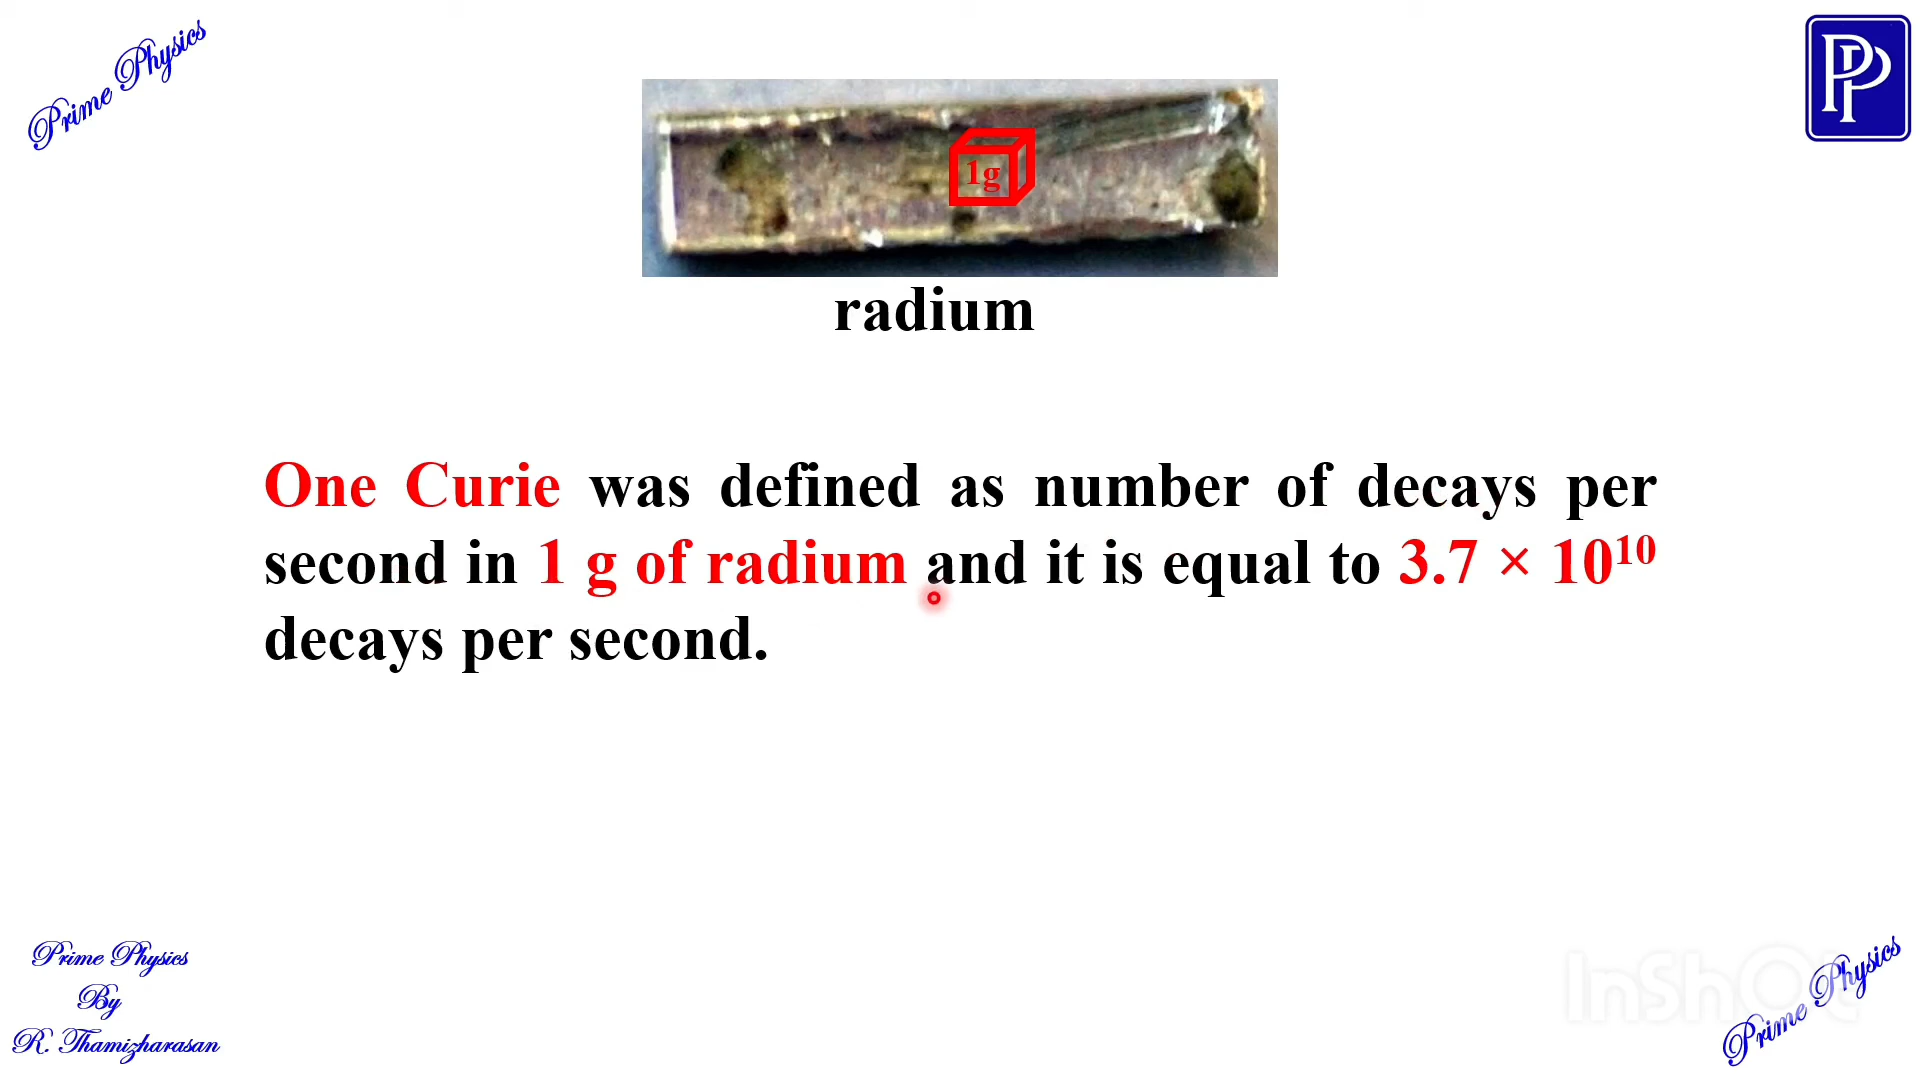 Prime Physics
PP
1g
radium
One Curie was defined as number of decays per
second in 1 g of radium and it is equal to 3.7 × 10¹⁰
decays per second.
Prime Physics
By
R. Thamizharasan
InShOt
Prime Physics